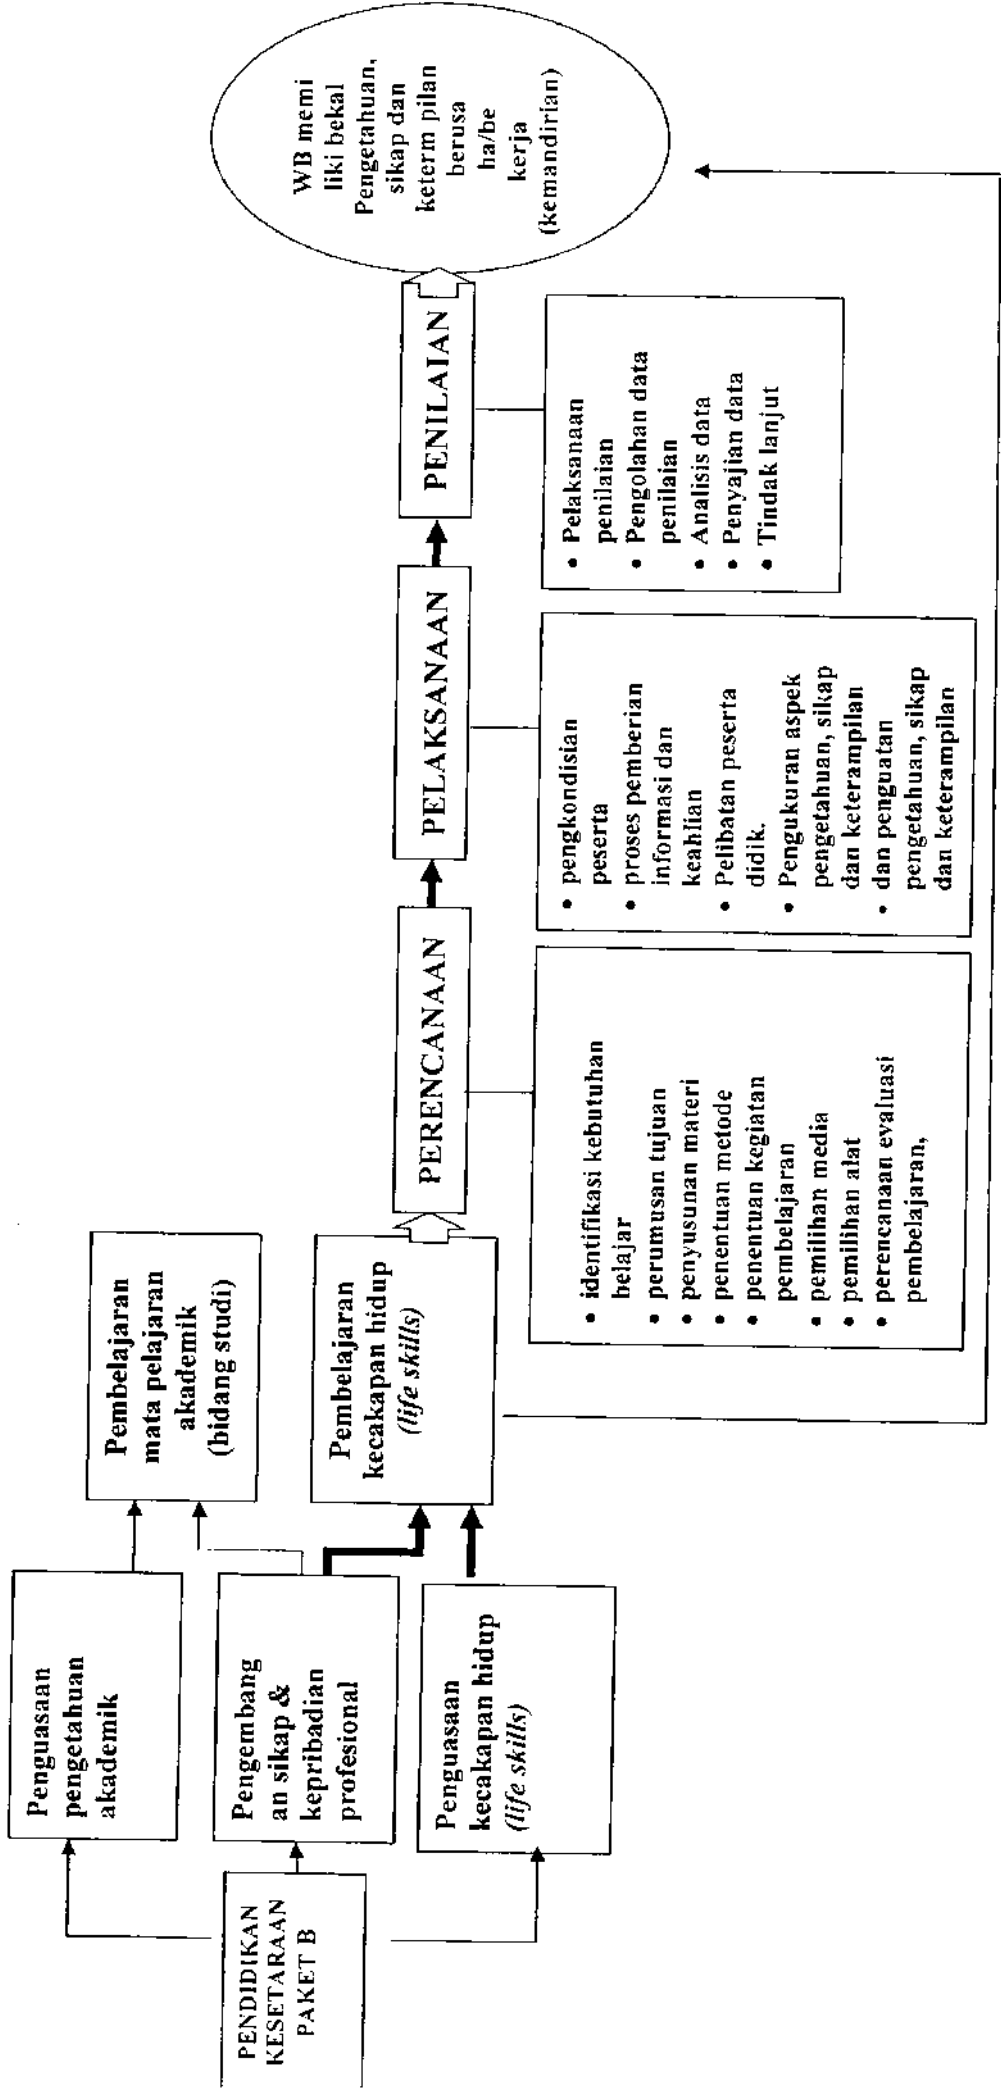 PENDIDIKAN
KESETARAAN
PAKET B
Penguasaan
pengetahuan
akademik
Pengembang
an sikap &
kepribadian
profesional
Penguasaan
kecakapan hidup
(life skills)
Pembelajaran
mata pelajaran
akademik
(bidang studi)
Pembelajaran
kecakapan hidup
(life skills)
PERENCANAAN
• identifikasi kebutuhan
belajar
• perumusan tujuan
• penyusunan materi
• penentuan metode
• penentuan kegiatan
pembelajaran
• pemilihan media
• pemilihan alat
• perencanaan evaluasi
pembelajaran,
PELAKSANAAN
• pengkondisian
peserta
• proses pemberian
informasi dan
keahlian
• Pelibatan peserta
didik.
• Pengukuran aspek
pengetahuan, sikap
dan keterampilan
• dan penguatan
pengetahuan, sikap
dan keterampilan
PENILAIAN
• Pelaksanaan
penilaian
• Pengolahan data
penilaian
• Analisis data
• Penyajian data
• Tindak lanjut
WB memi
liki bekal
Pengetahuan,
sikap dan
keterm pilan
berusa
ha/be
kerja
(kemandirian)